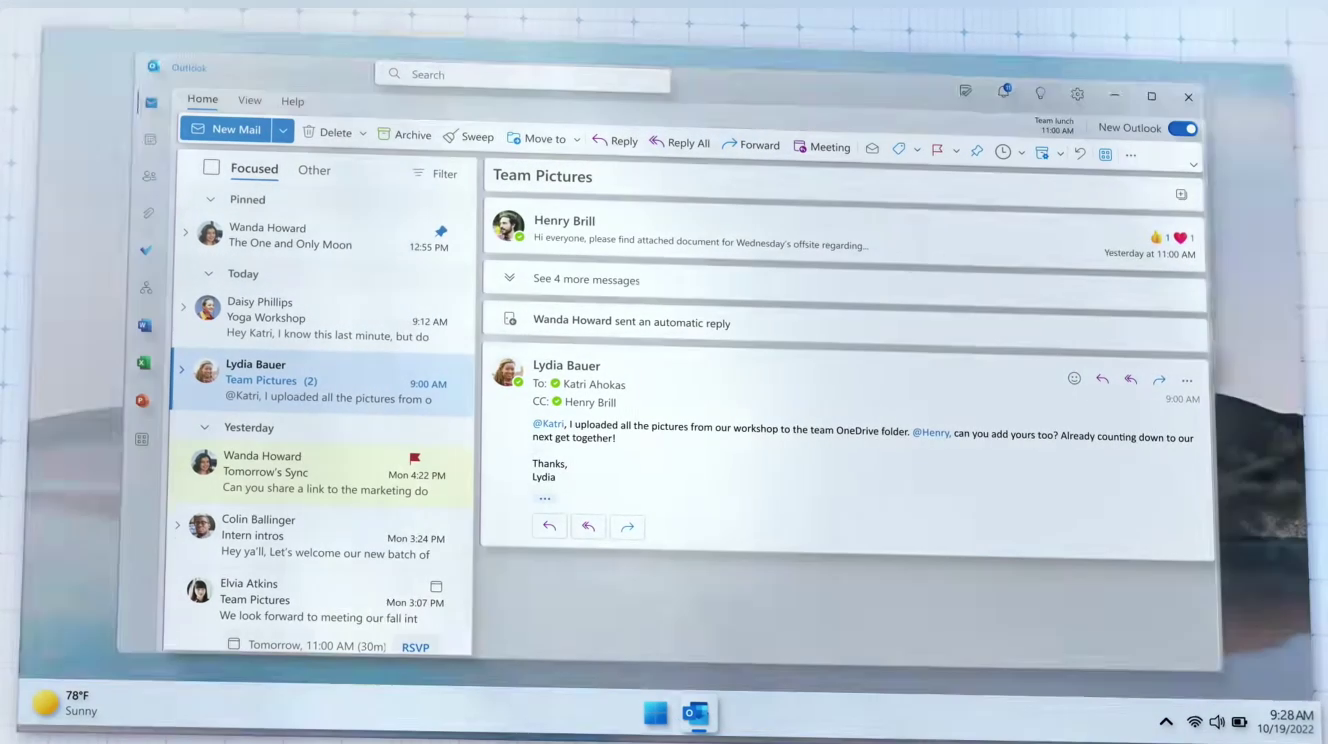 Outlook
Search
Home View Help
Team lunch
11:00 AM
New Outlook
New Mail Delete Archive Sweep Move to Reply Reply All Forward Meeting
Focused Other Filter
Pinned
Wanda Howard
The One and Only Moon 12:55 PM
Today
Daisy Phillips
Yoga Workshop 9:12 AM
Hey Katri, I know this last minute, but do
Lydia Bauer
Team Pictures (2) 9:00 AM
@Katri, I uploaded all the pictures from o
Yesterday
Wanda Howard
Tomorrow's Sync Mon 4:22 PM
Can you share a link to the marketing do
Colin Ballinger
Intern intros Mon 3:24 PM
Hey ya'll, Let's welcome our new batch of
Elvia Atkins
Team Pictures Mon 3:07 PM
We look forward to meeting our fall int
Tomorrow, 11:00 AM (30m) RSVP
Team Pictures
Henry Brill
Hi everyone, please find attached document for Wednesday's offsite regarding...
1 1
Yesterday at 11:00 AM
See 4 more messages
Wanda Howard sent an automatic reply
Lydia Bauer
To: Katri Ahokas
CC: Henry Brill
9:00 AM
@Katri, I uploaded all the pictures from our workshop to the team OneDrive folder. @Henry, can you add yours too? Already counting down to our
next get together!
Thanks,
Lydia
78°F
Sunny
9:28 AM
10/19/2022